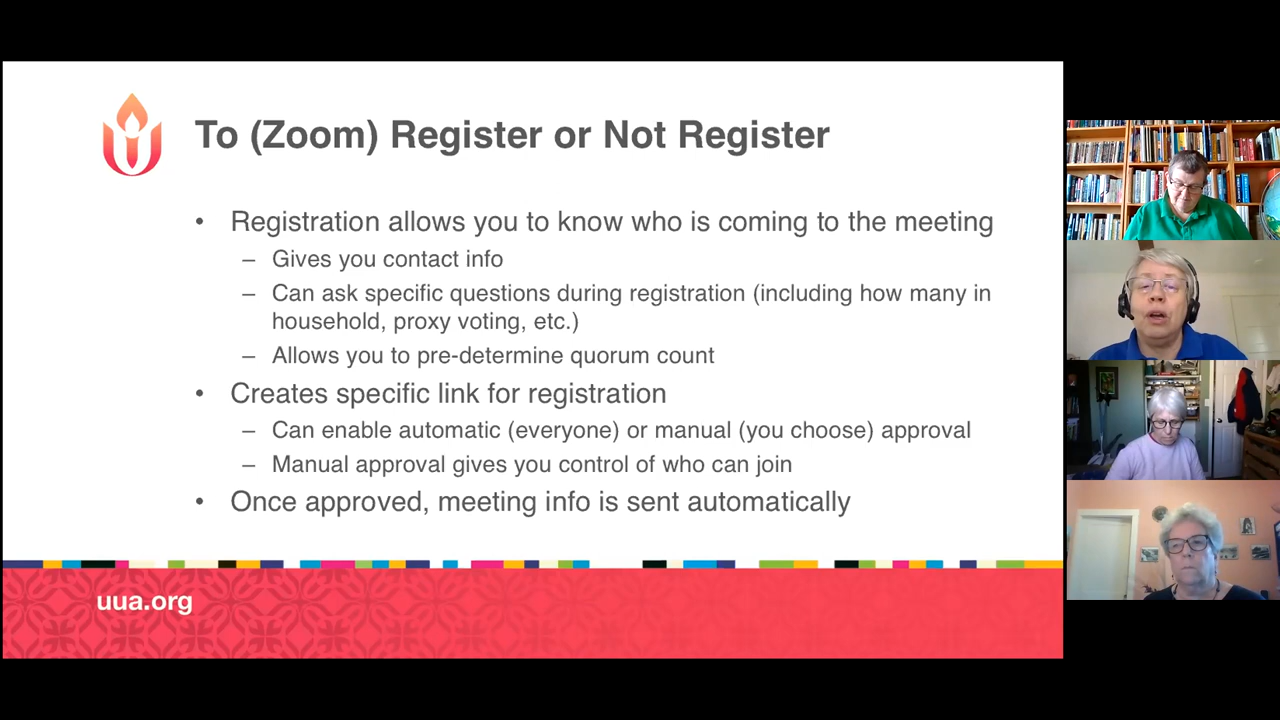 To (Zoom) Register or Not Register
• Registration allows you to know who is coming to the meeting
– Gives you contact info
– Can ask specific questions during registration (including how many in
household, proxy voting, etc.)
– Allows you to pre-determine quorum count
• Creates specific link for registration
– Can enable automatic (everyone) or manual (you choose) approval
– Manual approval gives you control of who can join
• Once approved, meeting info is sent automatically
uua.org